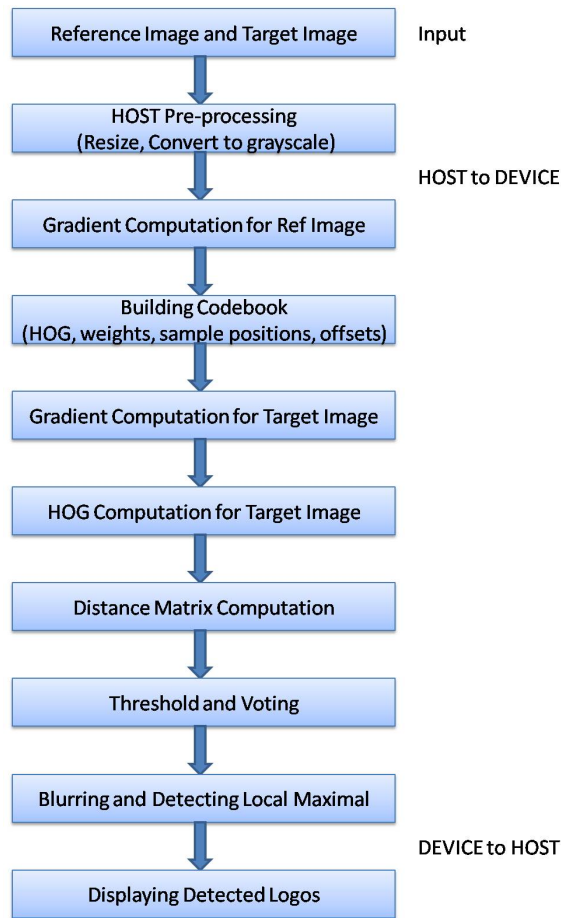 Reference Image and Target Image
Input
HOST Pre-processing
(Resize, Convert to grayscale)
HOST to DEVICE
Gradient Computation for Ref Image
Building Codebook
(HOG, weights, sample positions, offsets)
Gradient Computation for Target Image
HOG Computation for Target Image
Distance Matrix Computation
Threshold and Voting
Blurring and Detecting Local Maximal
DEVICE to HOST
Displaying Detected Logos